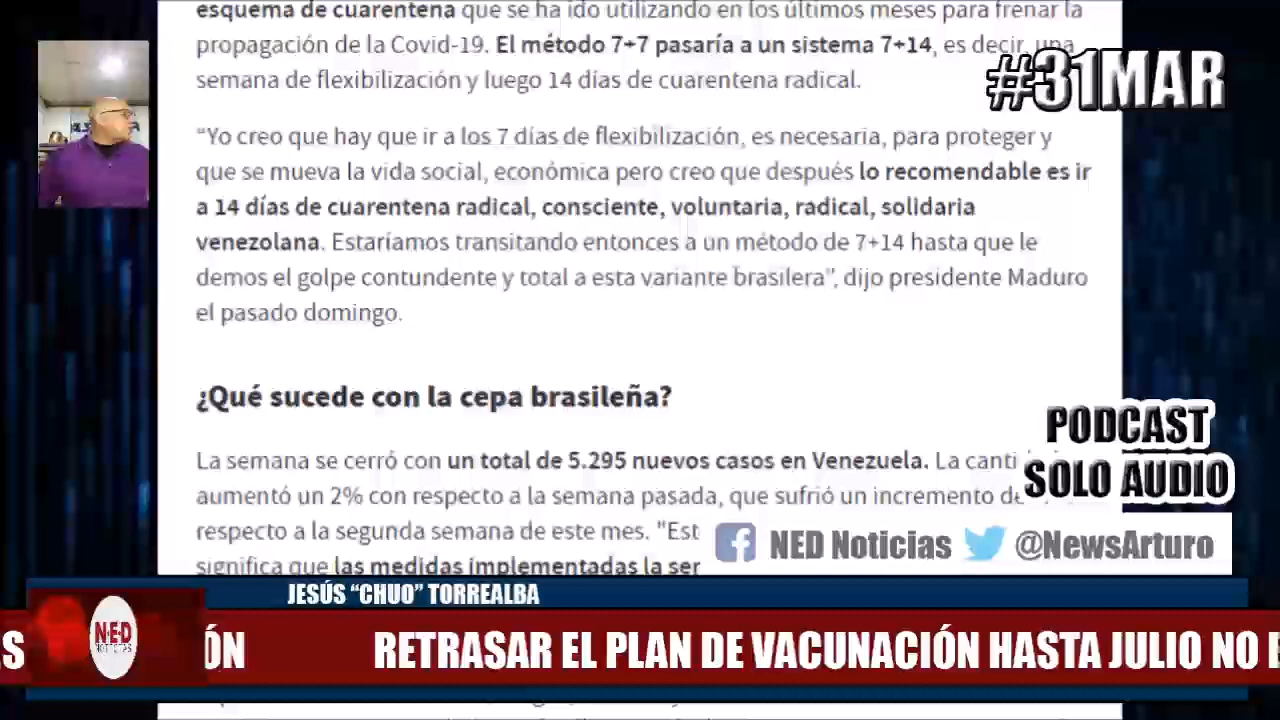 esquema de cuarentena que se ha ido utilizando en los últimos meses para frenar la
propagación de la Covid-19. El método 7+7 pasaría a un sistema 7+14, es decir, una
semana de flexibilización y luego 14 días de cuarentena radical.
#31MAR
“Yo creo que hay que ir a los 7 días de flexibilización, es necesaria, para proteger y
que se mueva la vida social, económica pero creo que después lo recomendable es ir
a 14 días de cuarentena radical, consciente, voluntaria, radical, solidaria
venezolana. Estaríamos transitando entonces a un método de 7+14 hasta que le
demos el golpe contundente y total a esta variante brasilera”, dijo presidente Maduro
el pasado domingo.
¿Qué sucede con la cepa brasileña?
La semana se cerró con un total de 5.295 nuevos casos en Venezuela. La canti
aumentó un 2% con respecto a la semana pasada, que sufrió un incremento de
respecto a la segunda semana de este mes. "Est
significa que las medidas implementadas la ser
PODCAST
SOLO AUDIO
NED Noticias @NewsArturo
JESÚS “CHUO” TORREALBA
N·E·D
NOTICIAS
S ÓN RETRASAR EL PLAN DE VACUNACIÓN HASTA JULIO NO E